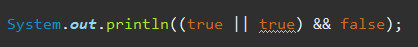 System.out.println((true || true) && false);